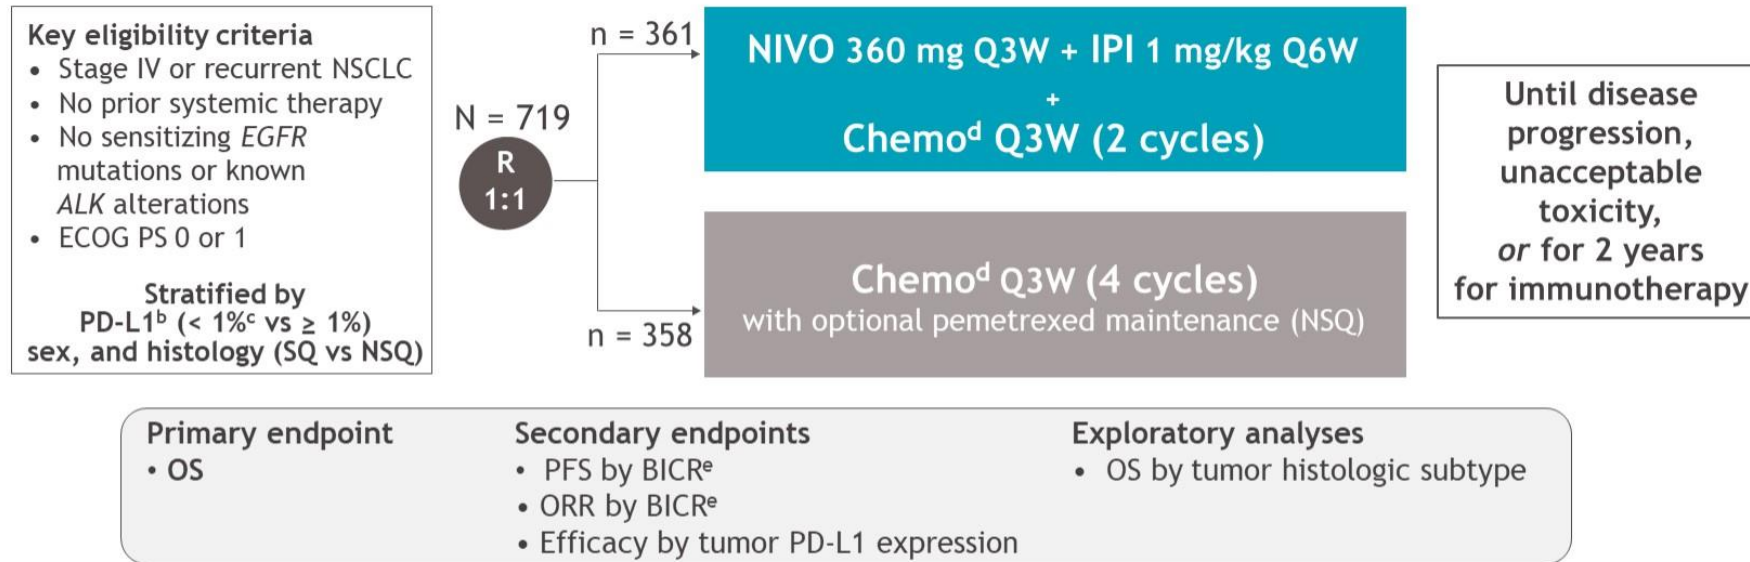 Key eligibility criteria
• Stage IV or recurrent NSCLC
• No prior systemic therapy
• No sensitizing EGFR
mutations or known
ALK alterations
• ECOG PS 0 or 1
Stratified by
PD-L1ᵇ (< 1%ᶜ vs ≥ 1%)
sex, and histology (SQ vs NSQ)
N = 719
R
1:1
n = 361
NIVO 360 mg Q3W + IPI 1 mg/kg Q6W
+
Chemoᵈ Q3W (2 cycles)
n = 358
Chemoᵈ Q3W (4 cycles)
with optional pemetrexed maintenance (NSQ)
Until disease
progression,
unacceptable
toxicity,
or for 2 years
for immunotherapy
Primary endpoint
• OS
Secondary endpoints
• PFS by BICRᵉ
• ORR by BICRᵉ
• Efficacy by tumor PD-L1 expression
Exploratory analyses
• OS by tumor histologic subtype